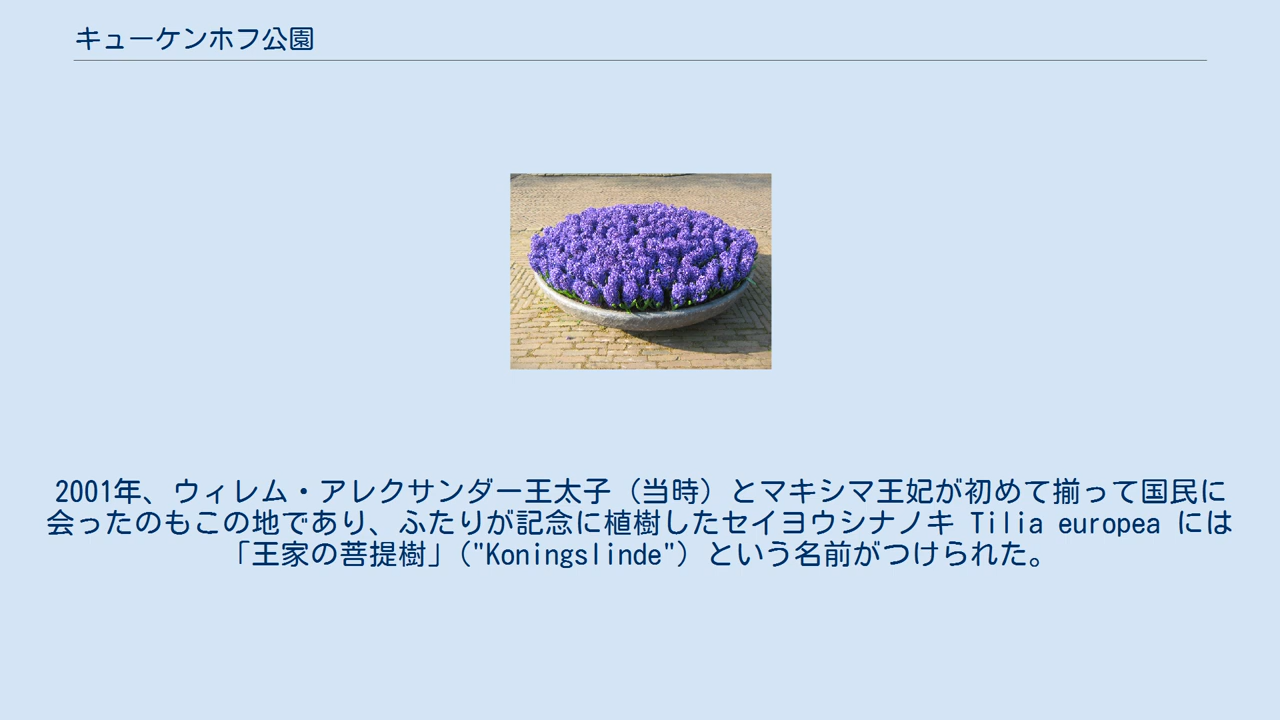 キューケンホフ公園
2001年、ウィレム・アレクサンダー王太子（当時）とマキシマ王妃が初めて揃って国民に
会ったのもこの地であり、ふたりが記念に植樹したセイヨウシナノキ Tilia europea には
「王家の菩提樹」（"Koningslinde"）という名前がつけられた。